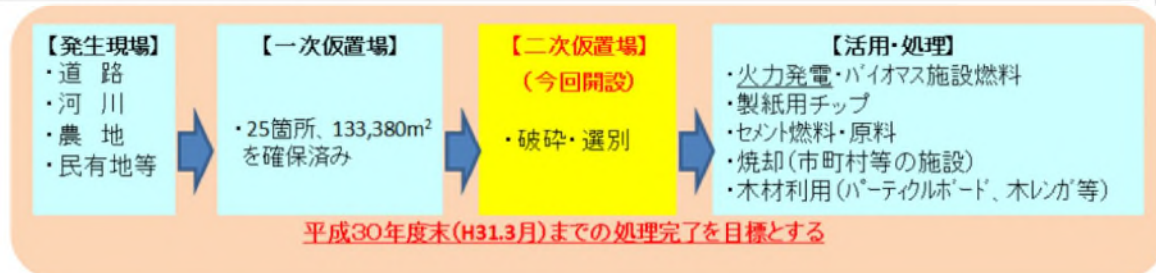 【発生現場】
・道　路
・河　川
・農　地
・民有地等
【一次仮置場】
・25箇所、133,380m²
を確保済み
【二次仮置場】
(今回開設)
・破砕・選別
【活用・処理】
・火力発電・バイオマス施設燃料
・製紙用チップ
・セメント燃料・原料
・焼却(市町村等の施設)
・木材利用(パーティクルボード、木レンガ等)
平成30年度末(H31.3月)までの処理完了を目標とする